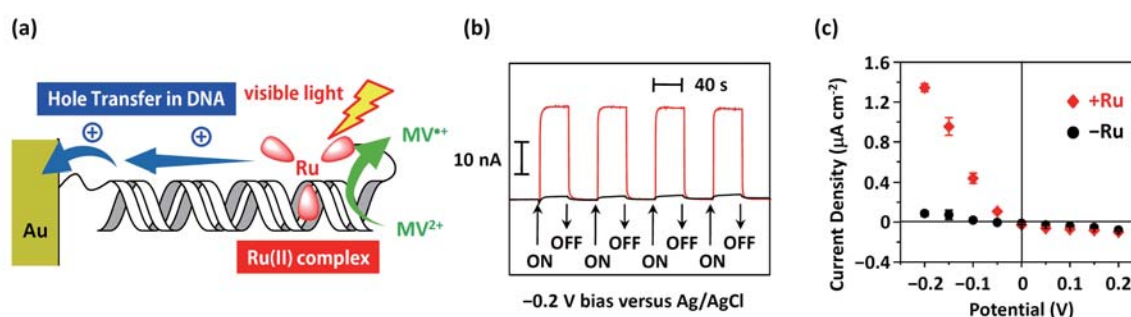 (a)
Hole Transfer in DNA
visible light
⊕
⊕
MV•+
Ru
MV2+
Au
Ru(II) complex
(b)
40 s
10 nA
OFF OFF OFF OFF
ON ON ON ON
−0.2 V bias versus Ag/AgCl
(c)
Current Density (μA cm-2)
1.6
1.2
0.8
0.4
0
−0.4
+Ru
−Ru
−0.2 −0.1 0 0.1 0.2
Potential (V)